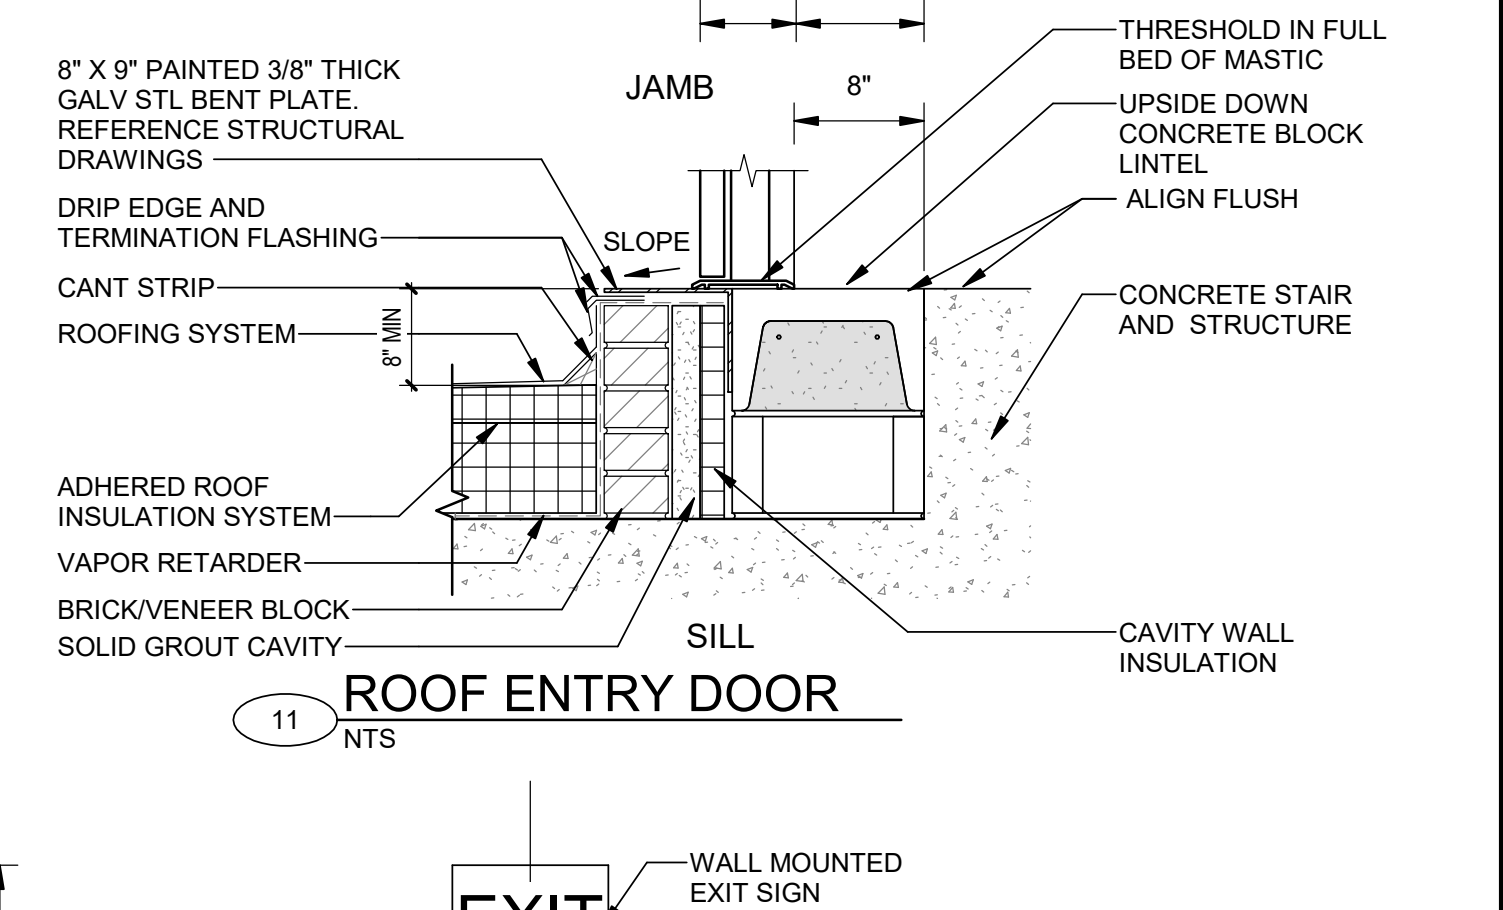 8" X 9" PAINTED 3/8" THICK
GALV STL BENT PLATE.
REFERENCE STRUCTURAL
DRAWINGS
DRIP EDGE AND
TERMINATION FLASHING
CANT STRIP
ROOFING SYSTEM
ADHERED ROOF
INSULATION SYSTEM
VAPOR RETARDER
BRICK/VENEER BLOCK
SOLID GROUT CAVITY
JAMB
8"
SLOPE
8" MIN
THRESHOLD IN FULL
BED OF MASTIC
UPSIDE DOWN
CONCRETE BLOCK
LINTEL
ALIGN FLUSH
CONCRETE STAIR
AND STRUCTURE
CAVITY WALL
INSULATION
SILL
11
ROOF ENTRY DOOR
NTS
WALL MOUNTED
EXIT SIGN
EXIT